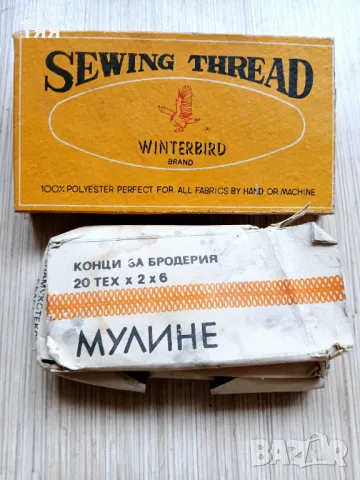 SEWING THREAD
WINTERBIRD
BRAND
100% POLYESTER PERFECT FOR ALL FABRICS BY HAND OR MACHINE
КОНЦИ ЗА БРОДЕРИЯ
20 ТЕХ x 2 x 6
МУЛИНЕ
BAZAR